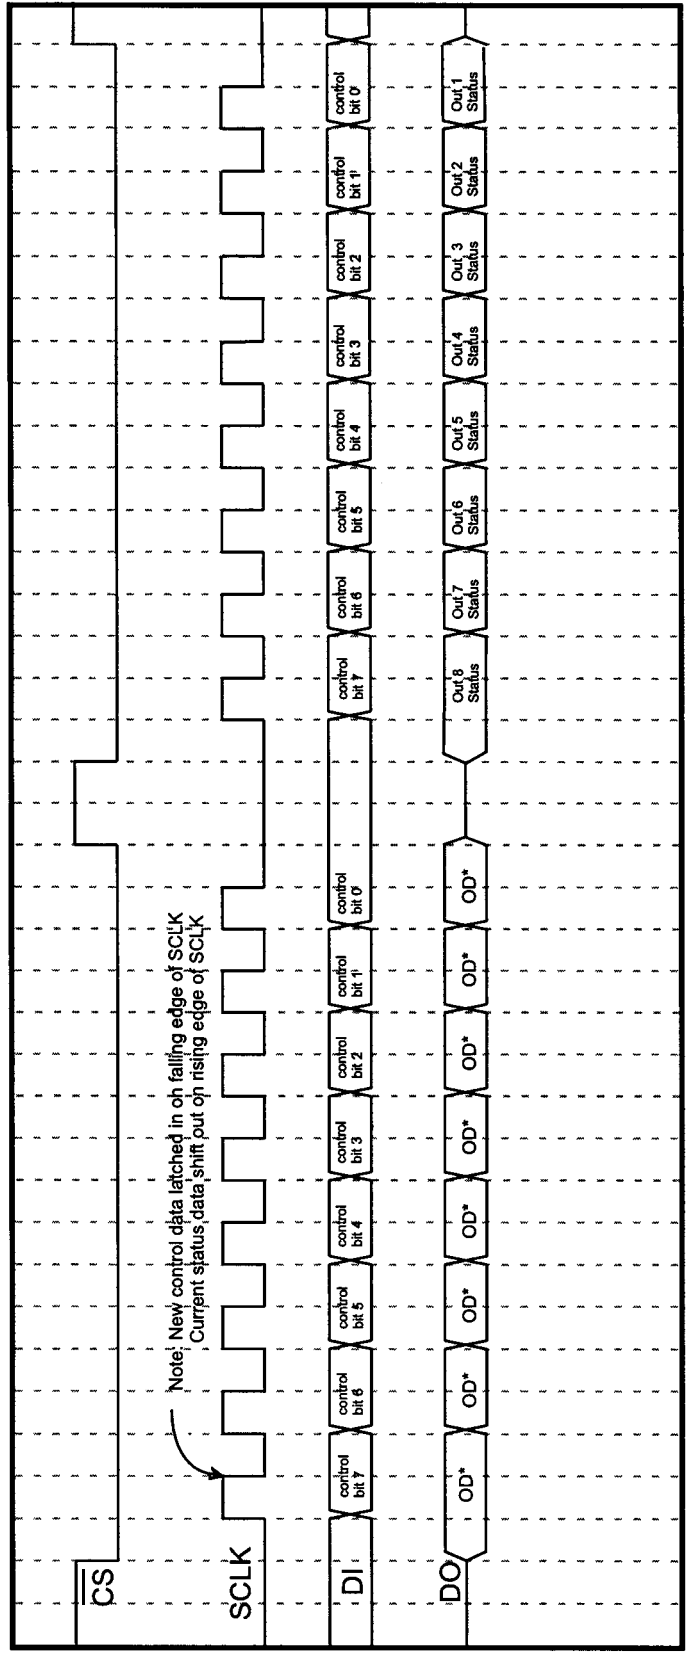 CS
SCLK
Note: New control data latched in on falling edge of SCLK
Current status data shift out on rising edge of SCLK
DI
control
bit 7
control
bit 6
control
bit 5
control
bit 4
control
bit 3
control
bit 2
control
bit 1
control
bit 0
control
bit 7
control
bit 6
control
bit 5
control
bit 4
control
bit 3
control
bit 2
control
bit 1
control
bit 0
DO
OD*
OD*
OD*
OD*
OD*
OD*
OD*
OD*
Out 8
Status
Out 7
Status
Out 6
Status
Out 5
Status
Out 4
Status
Out 3
Status
Out 2
Status
Out 1
Status